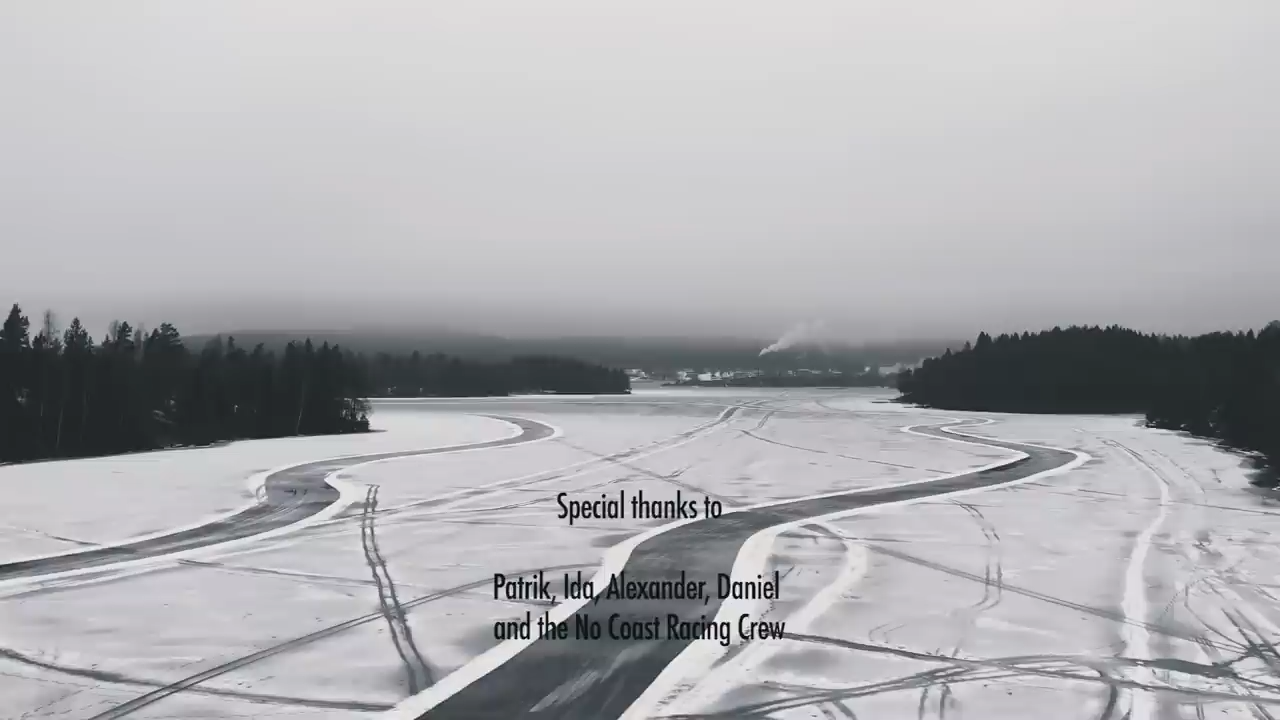 Special thanks to
Patrik, Ida, Alexander, Daniel
and the No Coast Racing Crew